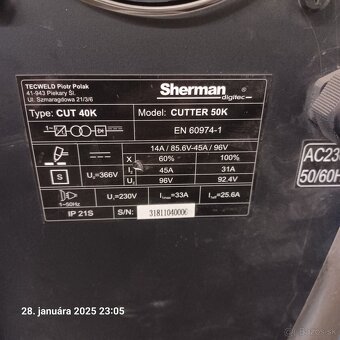 TECWELD Piotr Polak
41-943 Piekary Śl.
Ul. Szmaragdowa 21/3/6
Sherman®
digitec
Type: CUT 40K
Model: CUTTER 50K
EN 60974-1
14A / 85.6V-45A / 96V
X 60% 100%
S U₀=366V I₂ 45A 31A
U₂ 96V 92.4V
1~50Hz U₁=230V I₁max=33A I₁eff=25.6A
IP 21S S/N: 31811040006
AC23
50/60H
28. januára 2025 23:05
bazos.sk